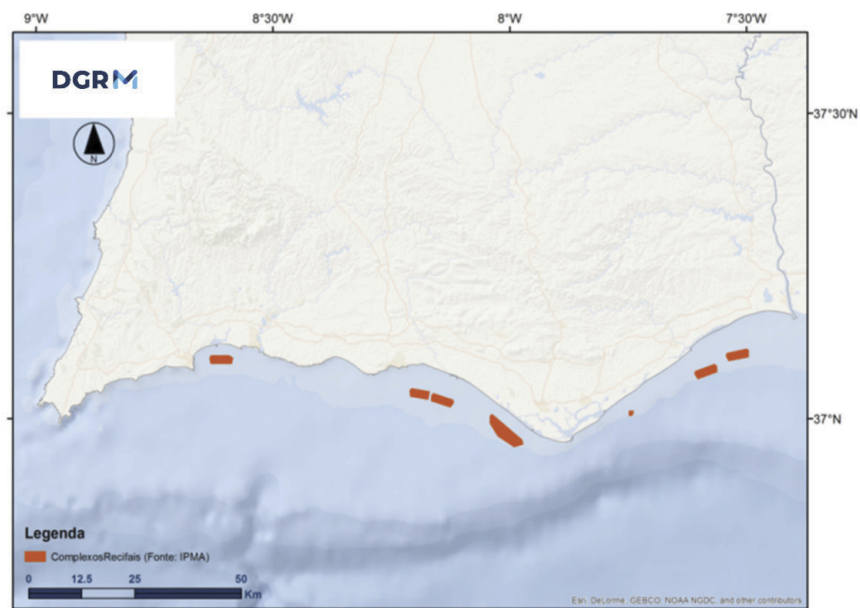 9°W 8°30'W 8°W 7°30'W
DGRM
37°30'N
N
37°N
Legenda
ComplexosRecifais (Fonte: IPMA)
0 12.5 25 50
Km
Esri, DeLorme, GEBCO, NOAA NGDC, and other contributors